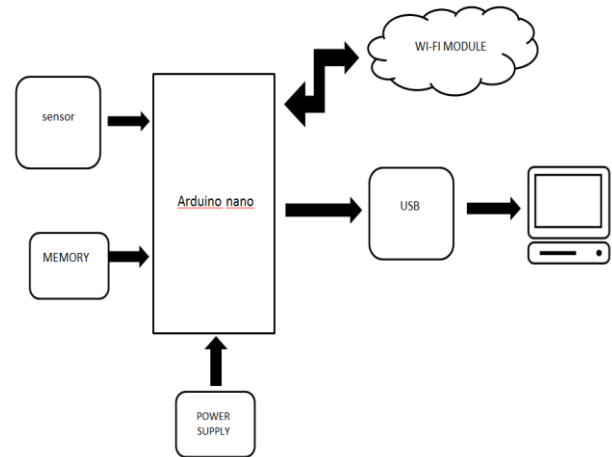 WI-FI MODULE
sensor
Arduino nano
USB
MEMORY
POWER
SUPPLY